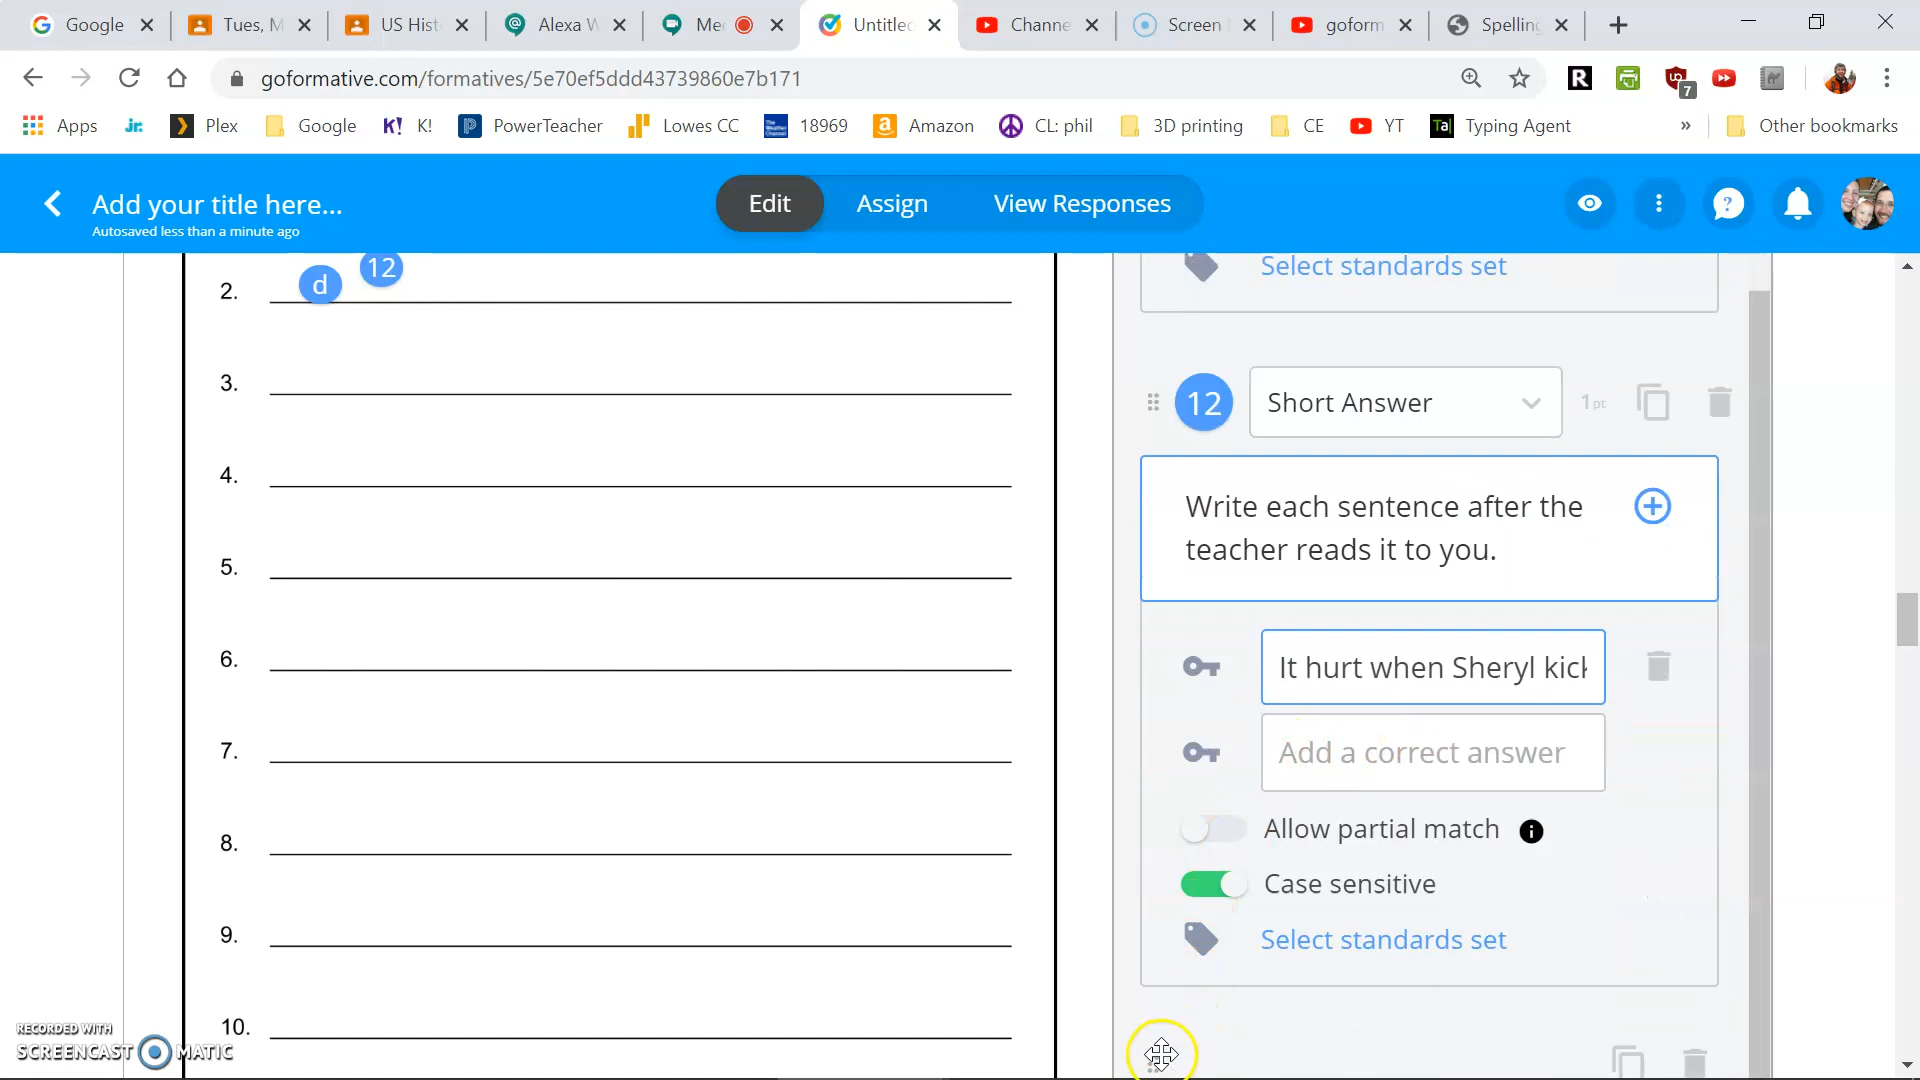 Google
Tues, M
US Hist
Alexa W
Me
Untitled
Channe
Screen
goform
Spelling
goformative.com/formatives/5e70ef5ddd43739860e7b171
7
Apps
Jr.
Plex
Google
K!
K!
PowerTeacher
Lowes CC
18969
Amazon
CL: phil
3D printing
CE
YT
Ta
Typing Agent
»
Other bookmarks
Add your title here...
Autosaved less than a minute ago
Edit
Assign
View Responses
2.
d
12
3.
4.
5.
6.
7.
8.
9.
10.
Select standards set
12
Short Answer
1 pt
Write each sentence after the
teacher reads it to you.
It hurt when Sheryl kick
Add a correct answer
Allow partial match
Case sensitive
Select standards set
RECORDED WITH
SCREENCAST MATIC